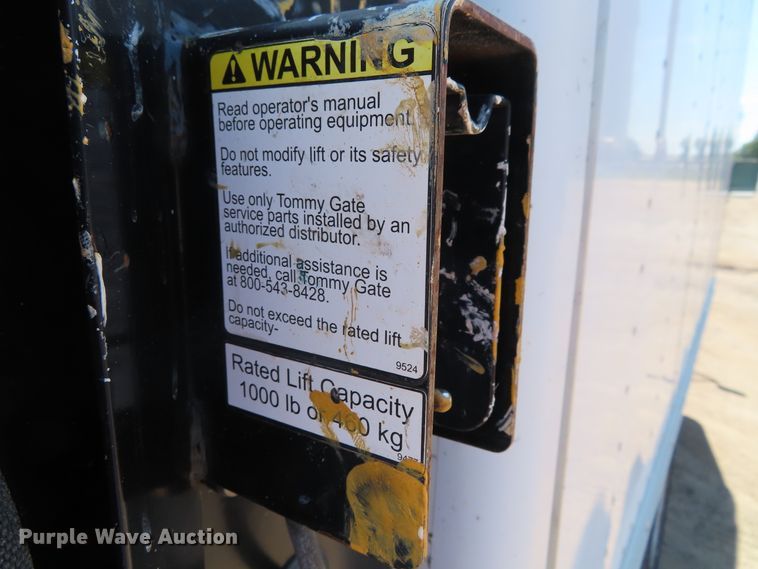 WARNING
Read operator's manual
before operating equipment.
Do not modify lift or its safety
features.
Use only Tommy Gate
service parts installed by an
authorized distributor.
If additional assistance is
needed, call Tommy Gate
at 800-543-8428.
Do not exceed the rated lift
capacity-
9524
Rated Lift Capacity
1000 lb or 460 kg
Purple Wave Auction